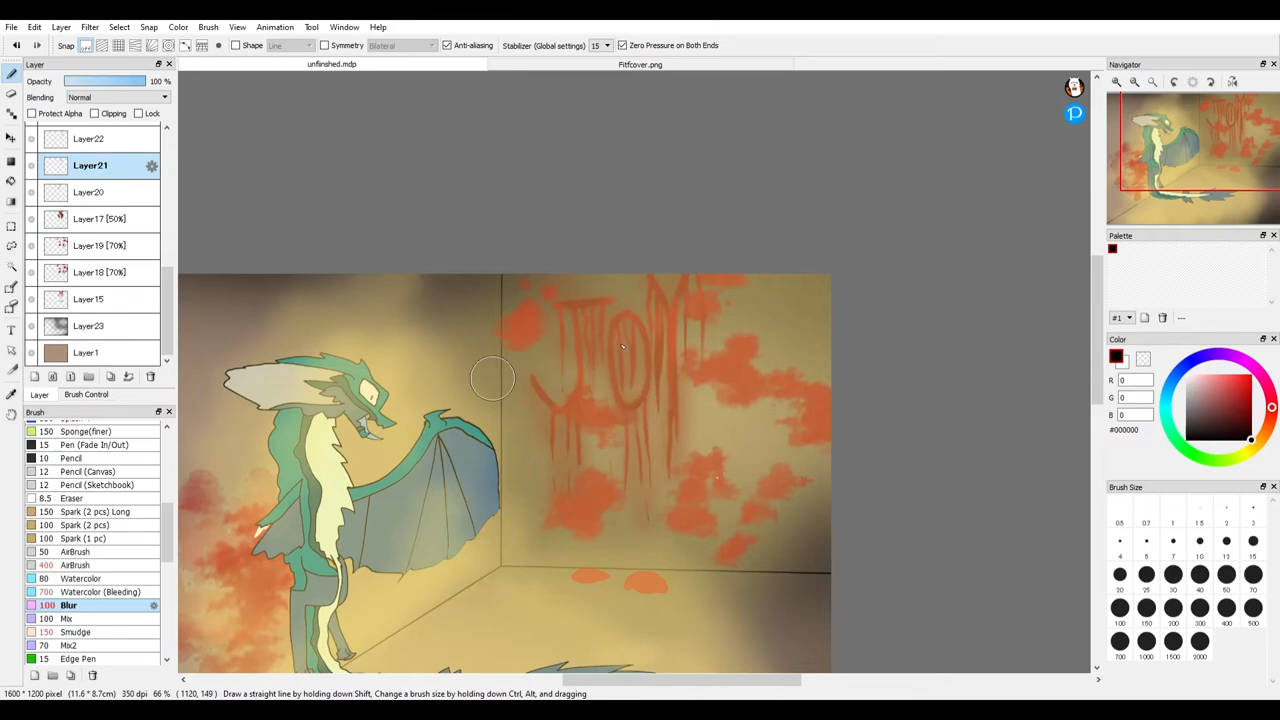 File Edit Layer Filter Select Snap Color Brush View Animation Tool Window Help
Snap Shape Line Symmetry Bilateral Anti-aliasing Stabilizer (Global settings) 15 Zero Pressure on Both Ends
Layer unfinshed.mdp Fitfcover.png Navigator
Opacity 100 %
Blending Normal
Protect Alpha Clipping Lock
Layer22
Layer21
Layer20
Layer17 [50%]
Layer19 [70%]
Layer18 [70%]
Layer15
Layer23
Layer1
Layer Brush Control
Brush
150 Sponge(finer)
15 Pen (Fade In/Out)
10 Pencil
12 Pencil (Canvas)
12 Pencil (Sketchbook)
8.5 Eraser
150 Spark (2 pcs) Long
100 Spark (2 pcs)
100 Spark (1 pc)
50 AirBrush
400 AirBrush
80 Watercolor
700 Watercolor (Bleeding)
100 Blur
100 Mix
150 Smudge
70 Mix2
15 Edge Pen
Palette
#1 ---
Color
R 0
G 0
B 0
#000000
Brush Size
0.5 0.7 1 1.5 2 3
4 5 7 10 12 15
20 25 30 40 50 70
100 150 200 300 400 500
700 1000 1500 2000
1600 * 1200 pixel (11.6 * 8.7cm) 350 dpi 66 % ( 1120, 149 ) Draw a straight line by holding down Shift, Change a brush size by holding down Ctrl, Alt, and dragging